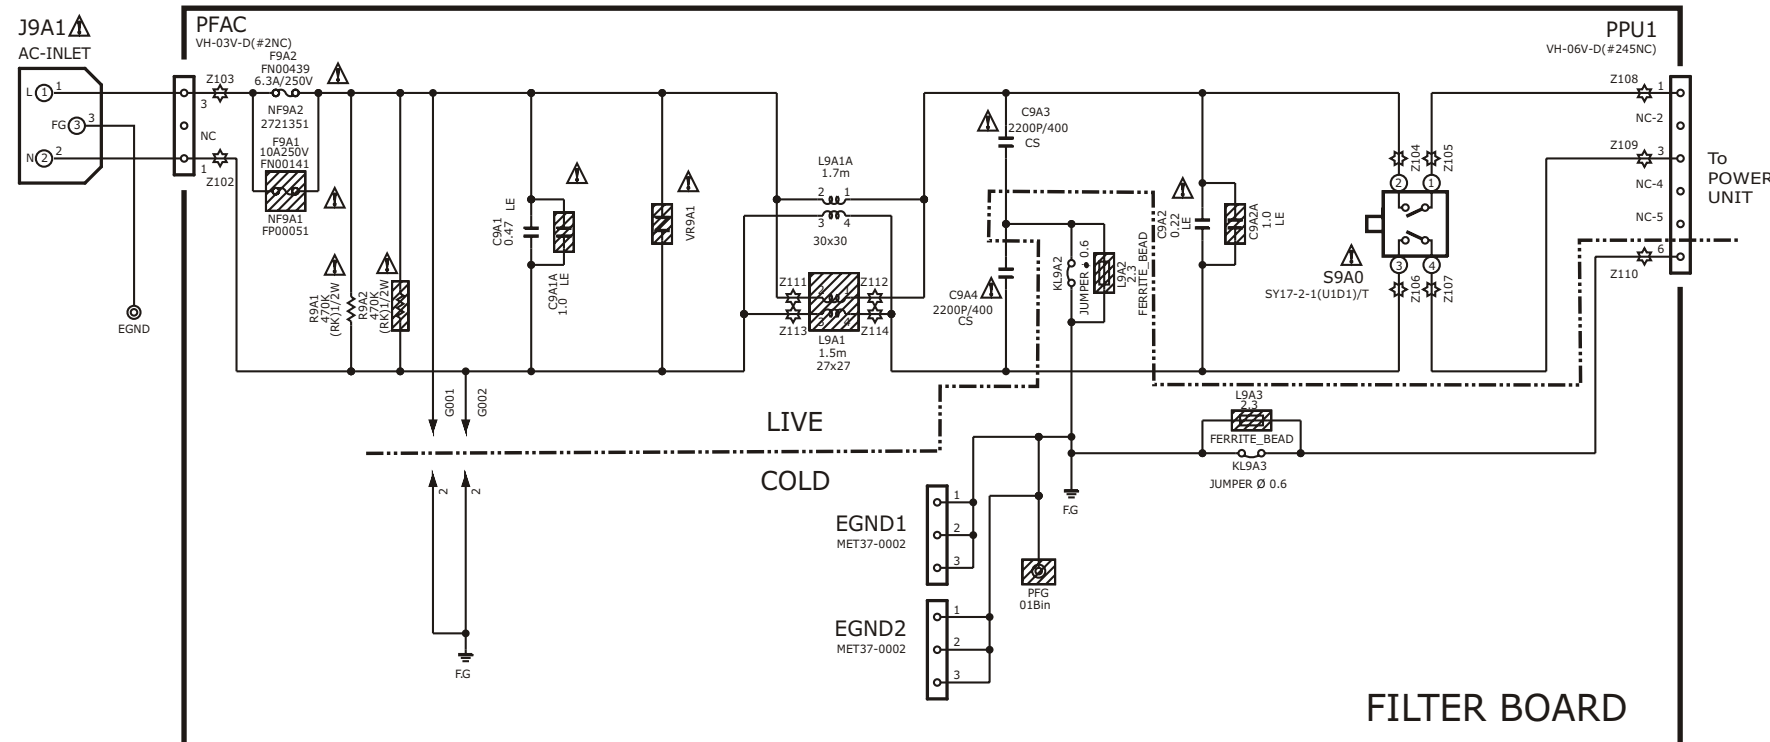 J9A1
AC-INLET
L 1 1
FG 3 3
N 2 2
EGND
PFAC
VH-03V-D(#2NC)
F9A2
FN00439
6.3A/250V
Z103
3
NC
1
Z102
NF9A2
2721351
F9A1
10A250V
FN00141
NF9A1
FP00051
R9A1
470K
(RK)1/2W
R9A2
470K
(RK)1/2W
G001
G002
2
2
F.G
C9A1
0.47
LE
C9A1A
1.0
LE
VR9A1
L9A1A
1.7m
2 1
3 4
30x30
Z111
Z112
2 1
3 4
Z113
Z114
L9A1
1.5m
27x27
LIVE
COLD
C9A3
2200P/400
CS
C9A4
2200P/400
CS
KL9A2
JUMPER ø 0.6
L9A2
2.3
FERRITE_BEAD
C9A2
0.22
LE
C9A2A
1.0
LE
Z104
Z105
2 1
3 4
Z106
Z107
S9A0
SY17-2-1(U1D1)/T
PPU1
VH-06V-D(#245NC)
Z108
1
NC-2
Z109
3
NC-4
NC-5
6
Z110
To
POWER
UNIT
L9A3
2.3
FERRITE_BEAD
KL9A3
JUMPER Ø 0.6
F.G
EGND1
MET37-0002
1
2
3
EGND2
MET37-0002
1
2
3
PFG
01Bin
FILTER BOARD